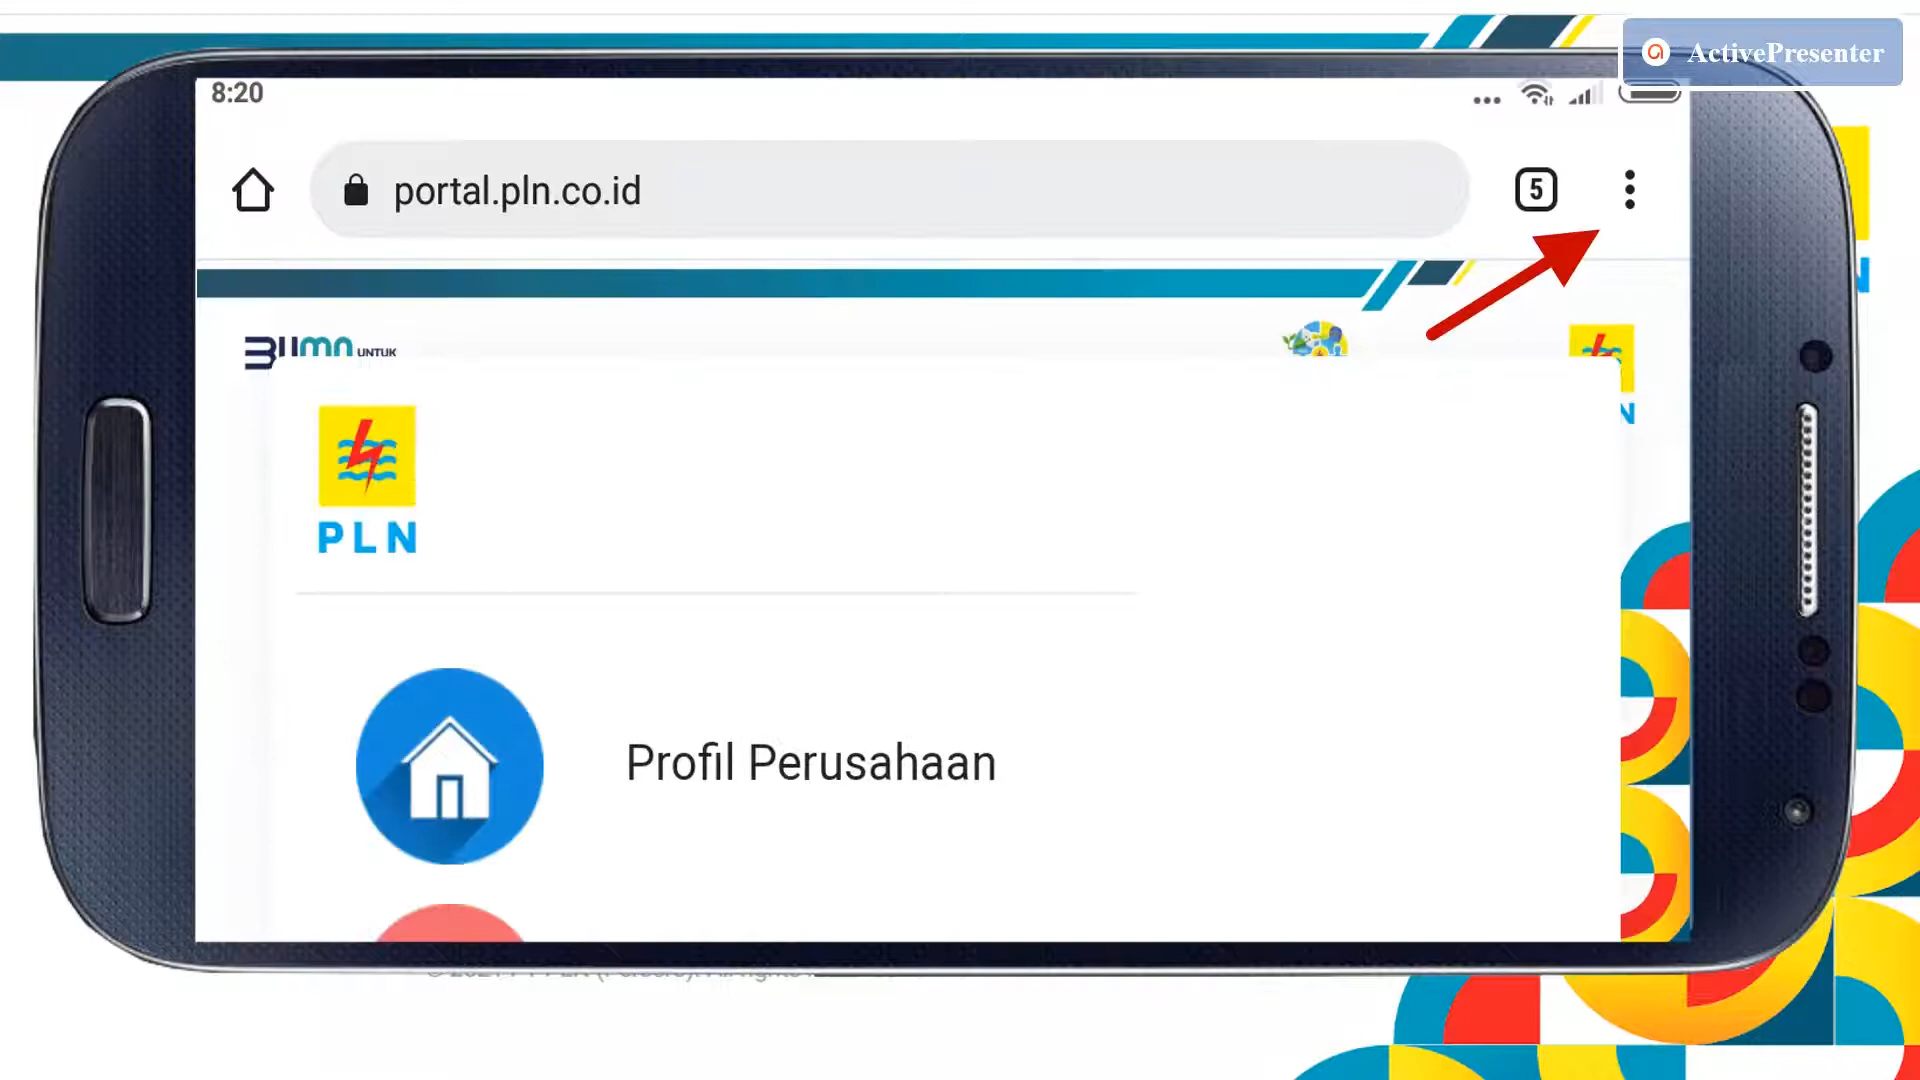 ActivePresenter
8:20
portal.pln.co.id
5
UNTUK
N
PLN
Profil Perusahaan